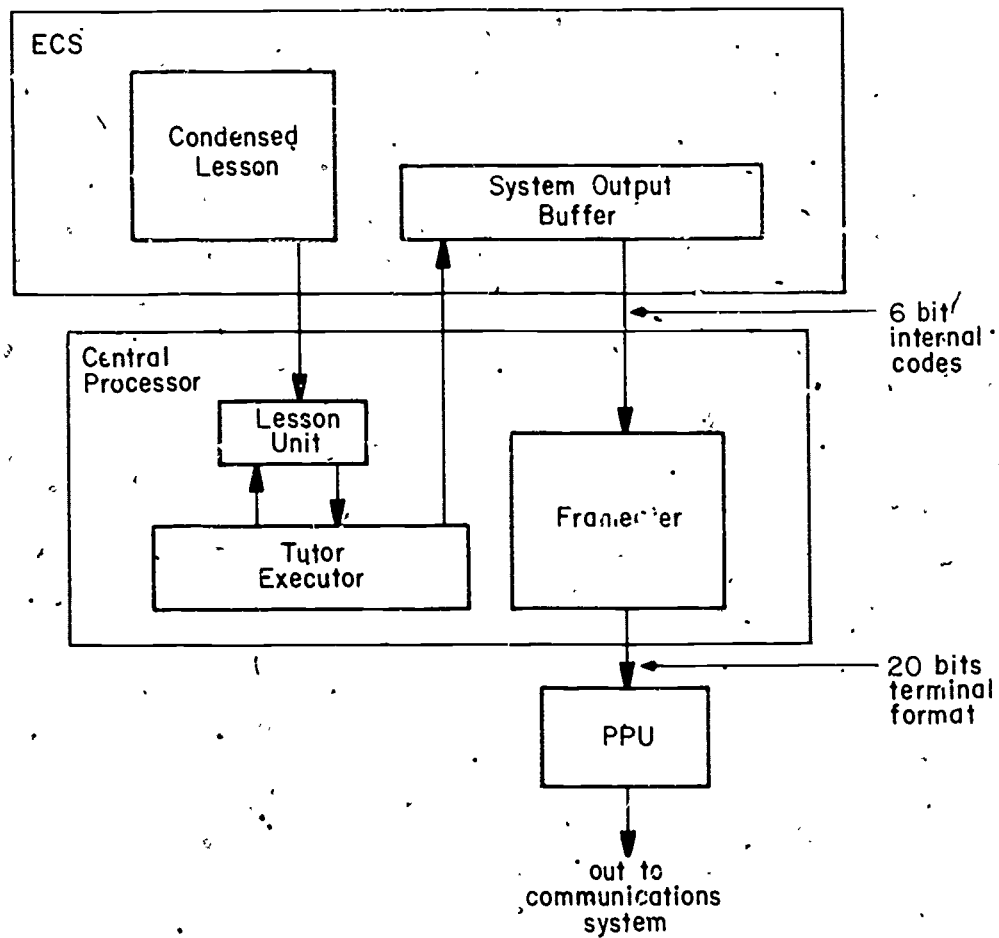 ECS
Condensed
Lesson
System Output
Buffer
6 bit
internal
codes
Central
Processor
Lesson
Unit
Tutor
Executor
20 bits
terminal
format
PPU
out to
communications
system